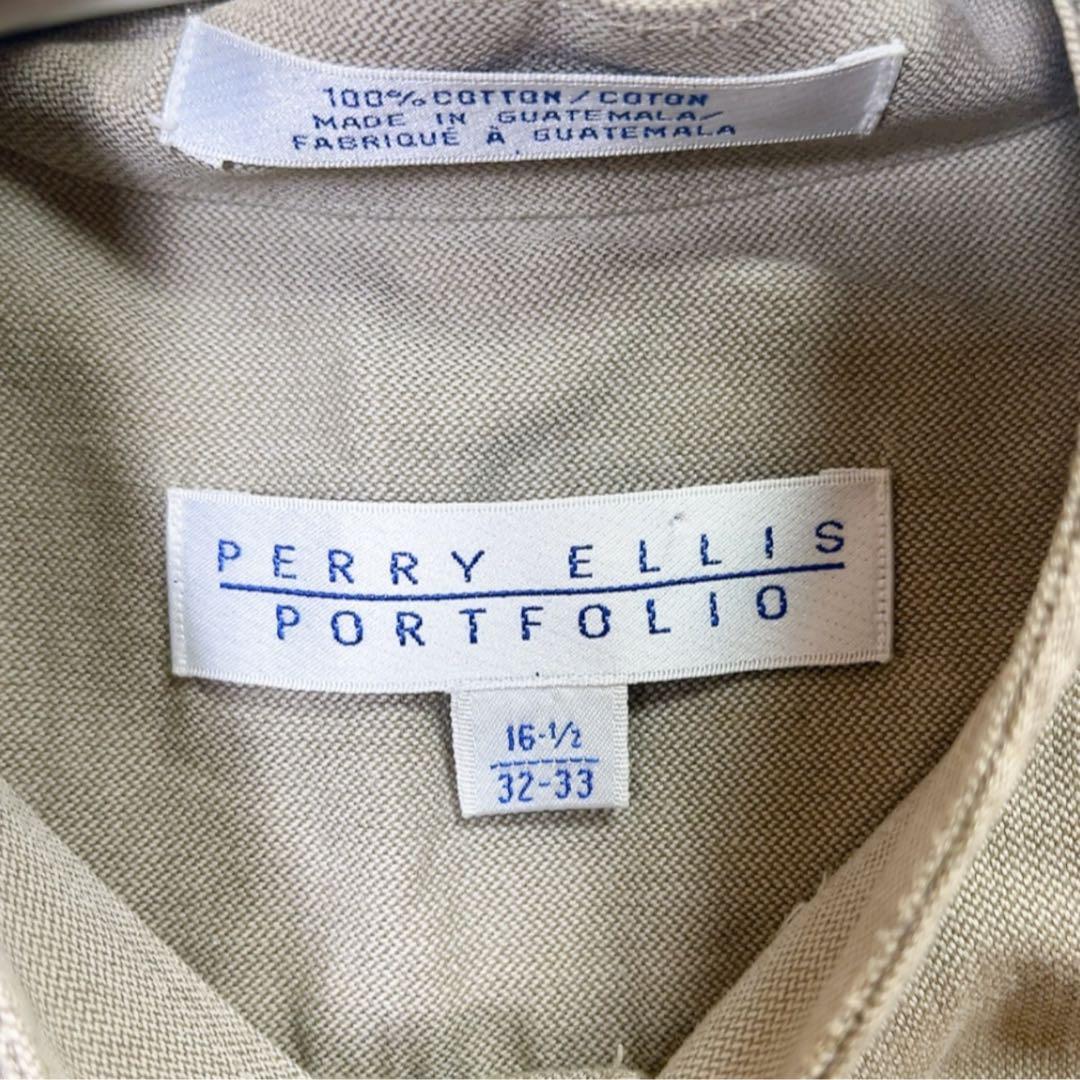 100% COTTON / COTON
MADE IN GUATEMALA/
FABRIQUÉ À GUATEMALA
PERRY ELLIS
PORTFOLIO
16-1/2
32-33